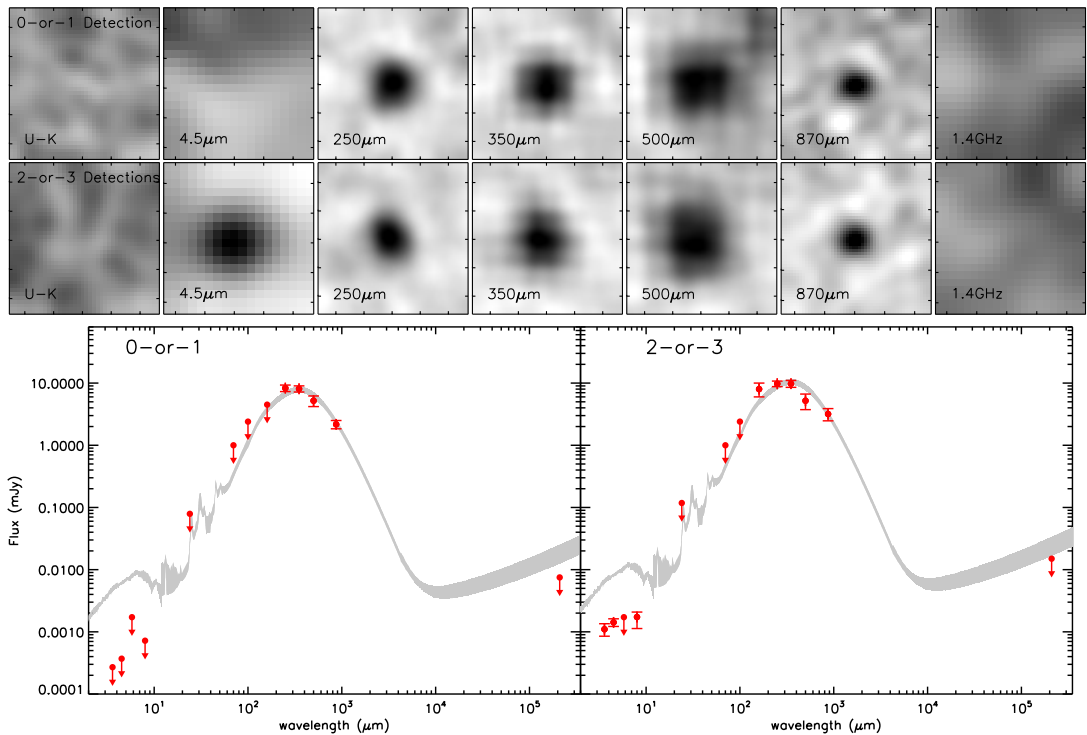 0-or-1 Detection
U-K
4.5μm
250μm
350μm
500μm
870μm
1.4GHz
2-or-3 Detections
U-K
4.5μm
250μm
350μm
500μm
870μm
1.4GHz
0-or-1
2-or-3
Flux (mJy)
10.0000
1.0000
0.1000
0.0100
0.0010
0.0001
10¹
10²
10³
10⁴
10⁵
10¹
10²
10³
10⁴
10⁵
wavelength (μm)
wavelength (μm)